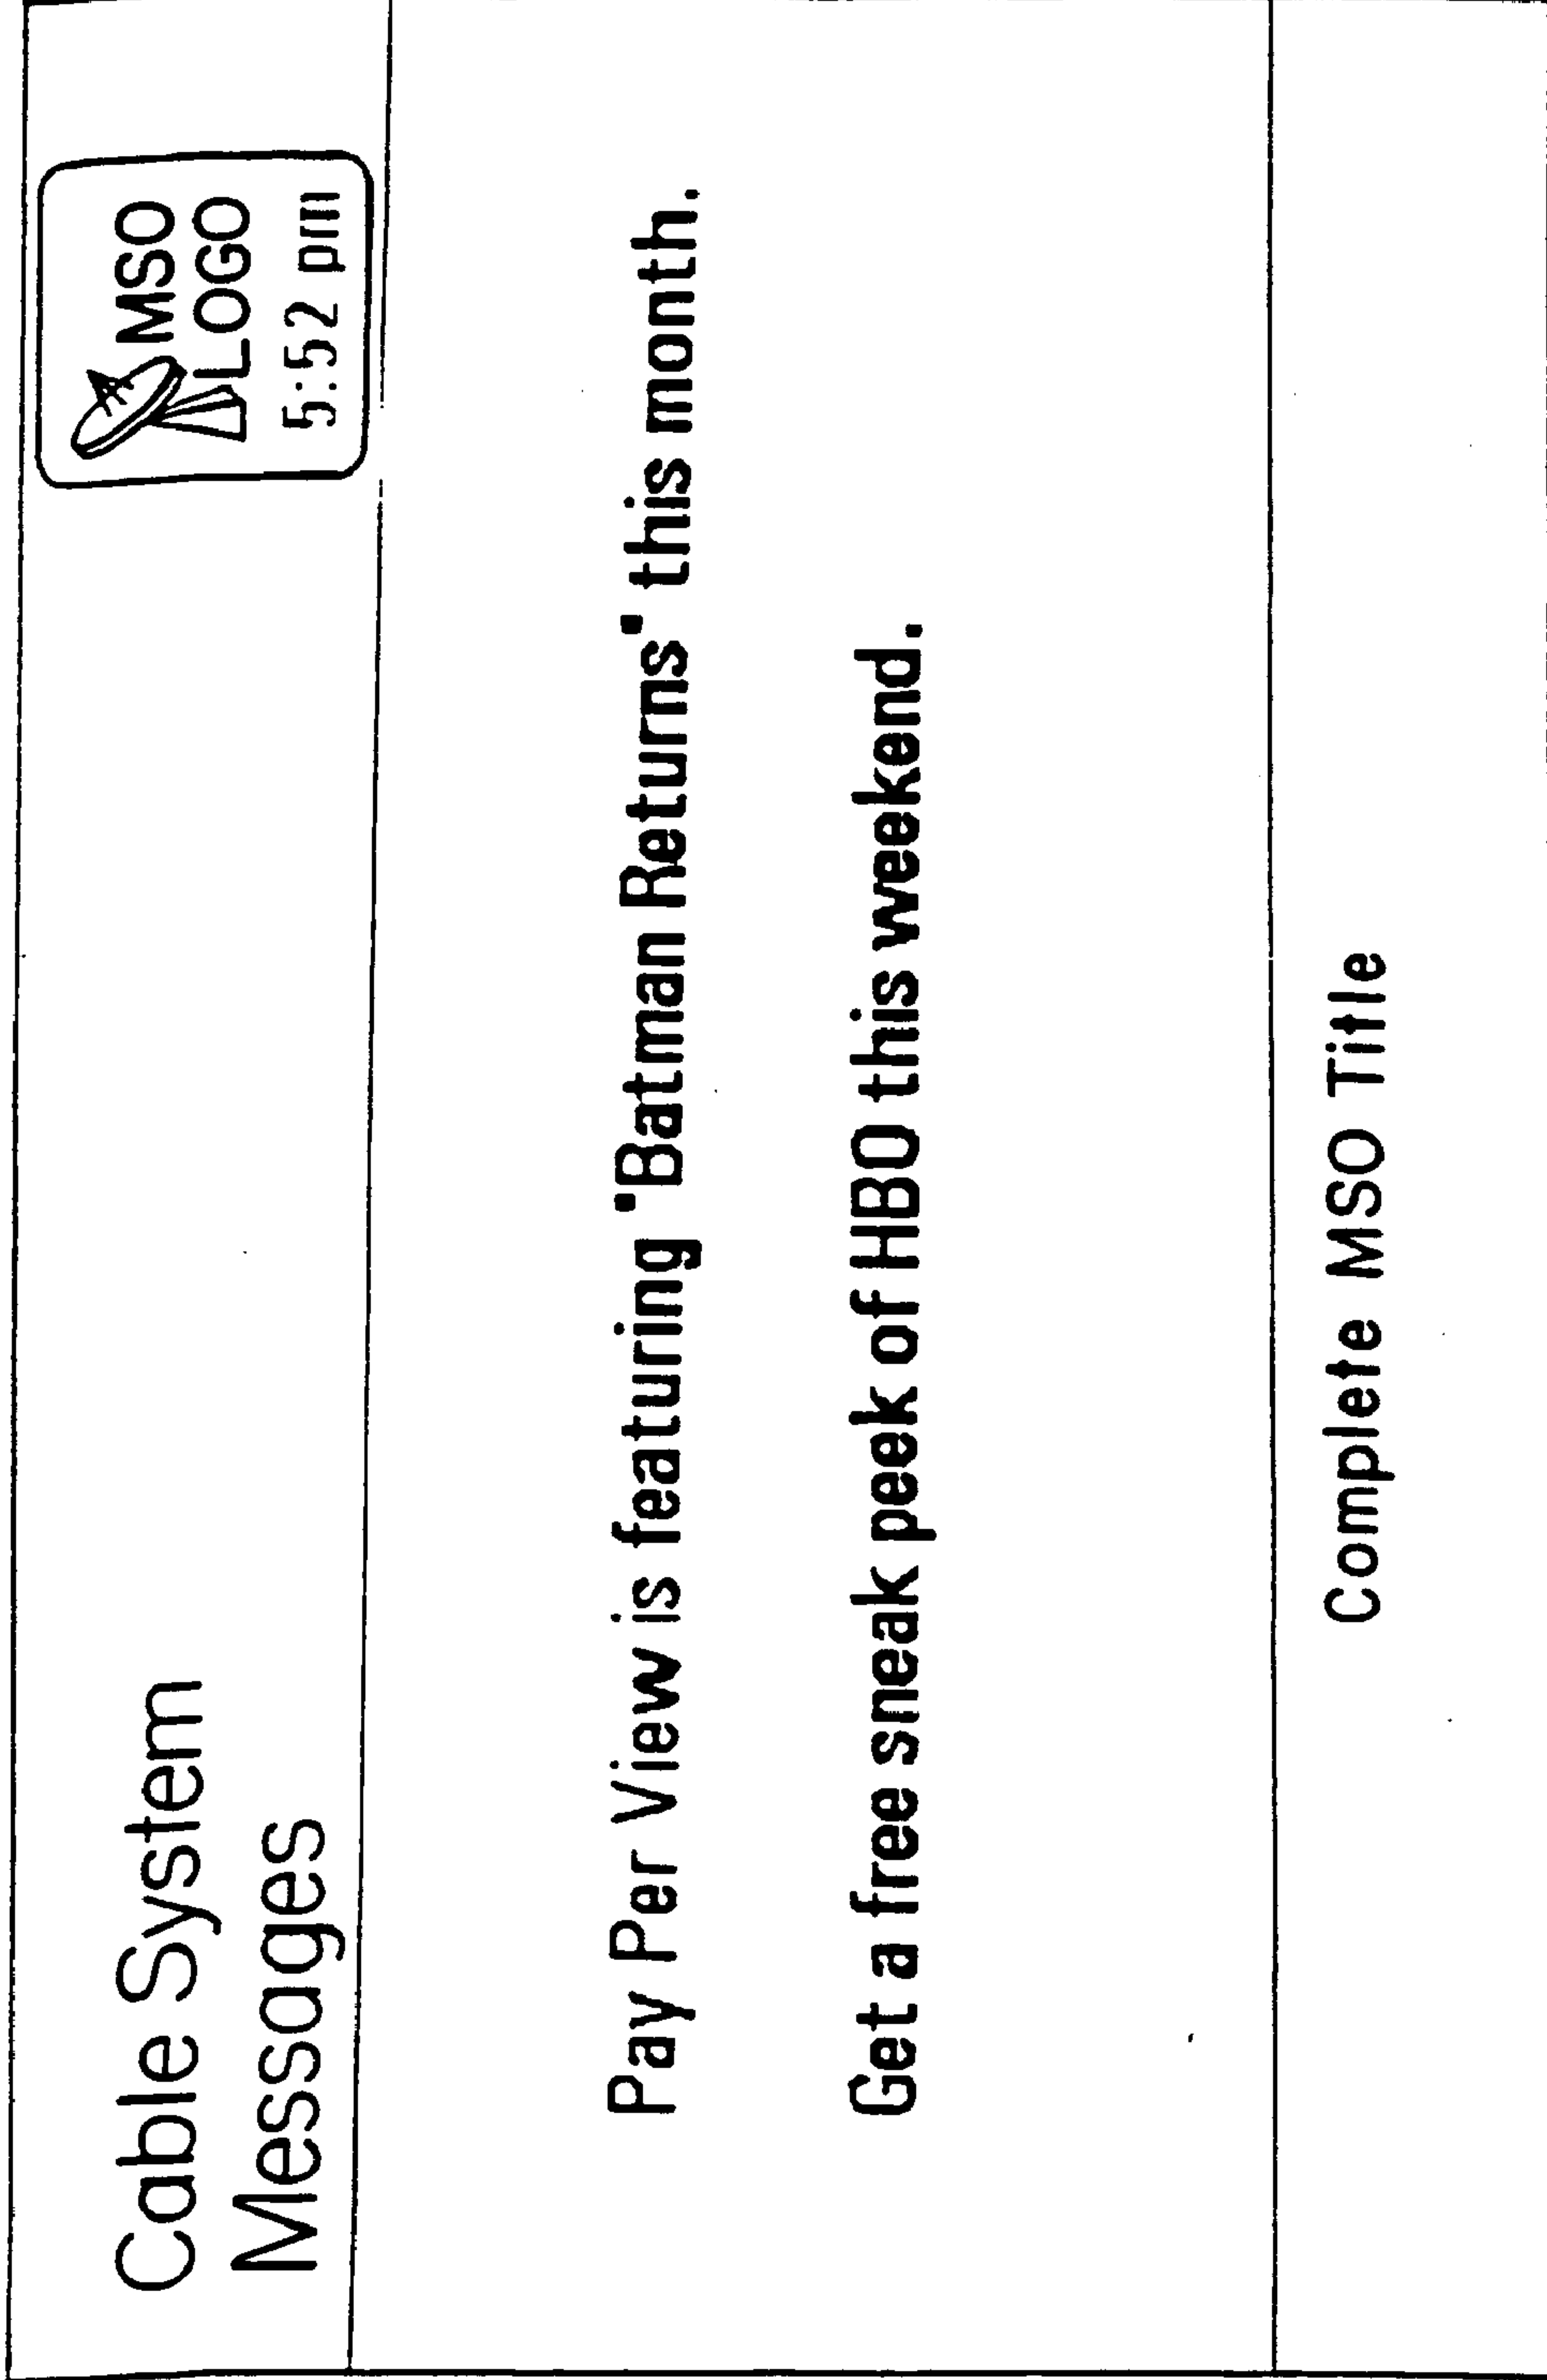 Cable System
Messages
MSO
LOGO
5:52 pm
Pay Per View is featuring "Batman Returns" this month.
Get a free sneak peek of HBO this weekend.
Complete MSO Title